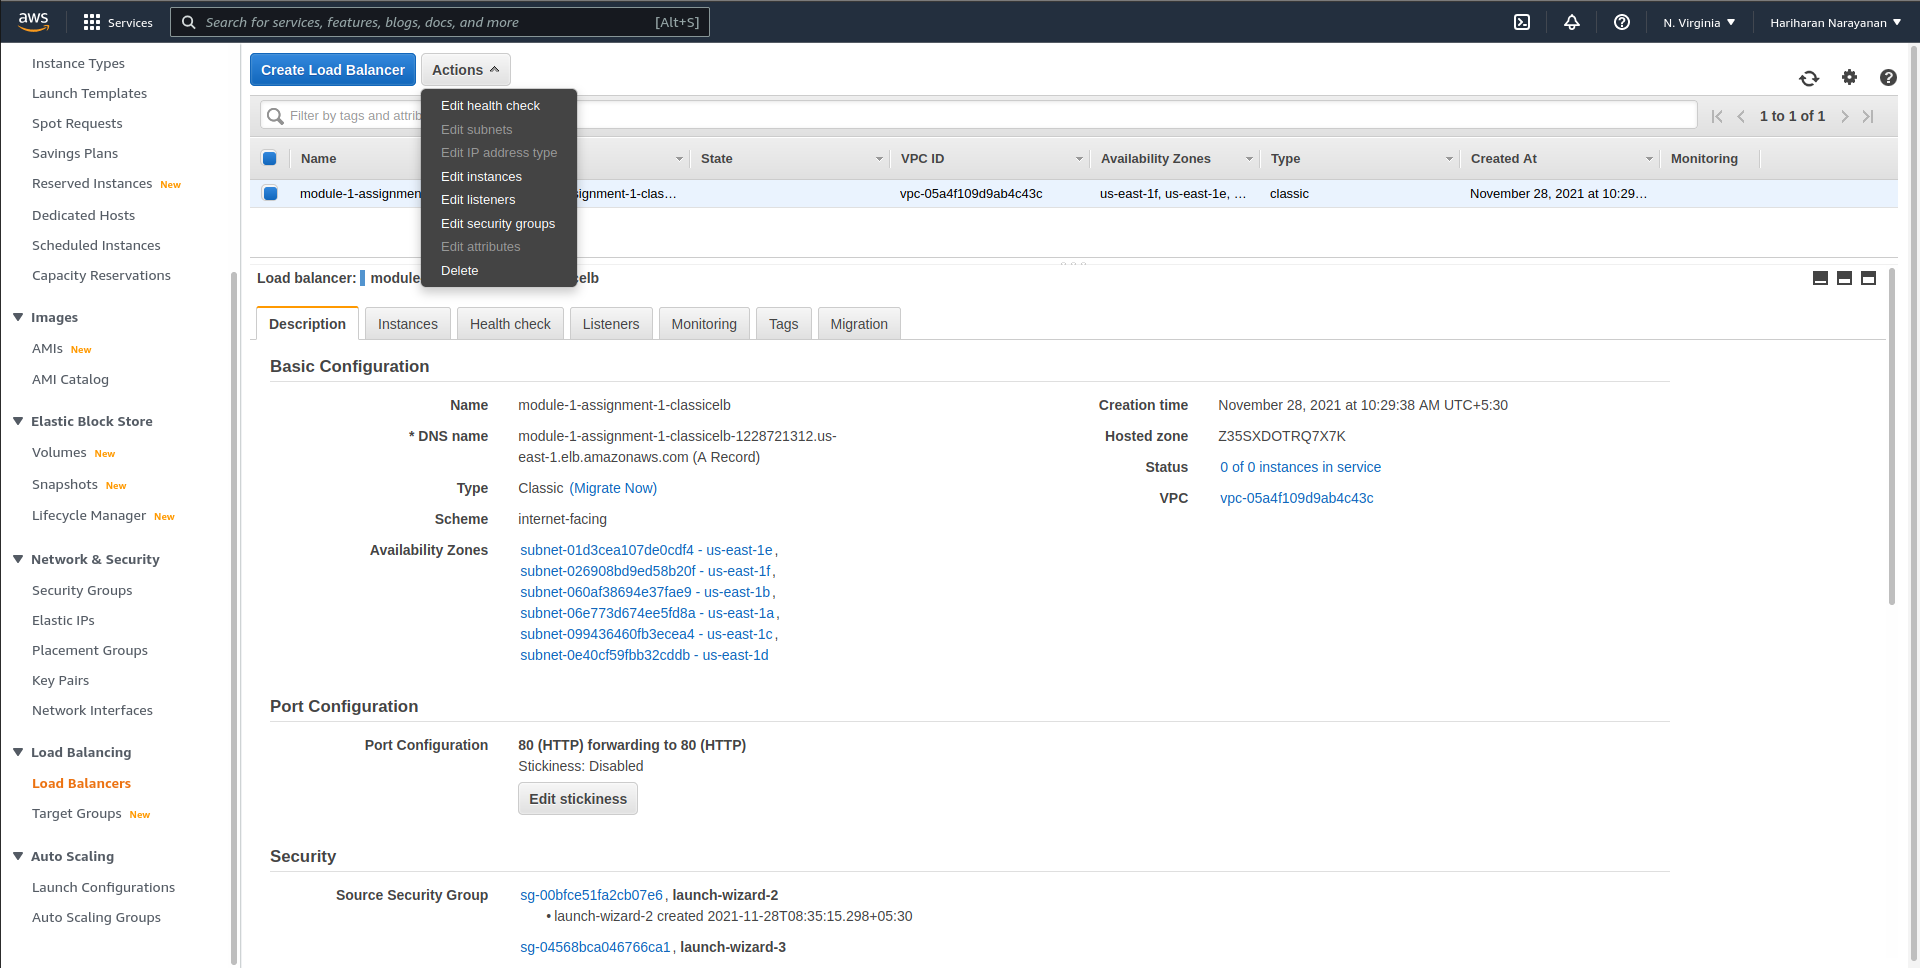 aws
Services
Search for services, features, blogs, docs, and more
[Alt+S]
N. Virginia
Hariharan Narayanan
Instance Types
Launch Templates
Spot Requests
Savings Plans
Reserved Instances New
Dedicated Hosts
Scheduled Instances
Capacity Reservations
Images
AMIs New
AMI Catalog
Elastic Block Store
Volumes New
Snapshots New
Lifecycle Manager New
Network & Security
Security Groups
Elastic IPs
Placement Groups
Key Pairs
Network Interfaces
Load Balancing
Load Balancers
Target Groups New
Auto Scaling
Launch Configurations
Auto Scaling Groups
Create Load Balancer
Actions
Edit health check
Edit subnets
Edit IP address type
Edit instances
Edit listeners
Edit security groups
Edit attributes
Delete
Filter by tags and attrib
1 to 1 of 1
Name State VPC ID Availability Zones Type Created At Monitoring
module-1-assignmen signment-1-clas… vpc-05a4f109d9ab4c43c us-east-1f, us-east-1e, … classic November 28, 2021 at 10:29…
Load balancer: module elb
Description Instances Health check Listeners Monitoring Tags Migration
Basic Configuration
Name module-1-assignment-1-classicelb
* DNS name module-1-assignment-1-classicelb-1228721312.us-
east-1.elb.amazonaws.com (A Record)
Type Classic (Migrate Now)
Scheme internet-facing
Availability Zones subnet-01d3cea107de0cdf4 - us-east-1e,
subnet-026908bd9ed58b20f - us-east-1f,
subnet-060af38694e37fae9 - us-east-1b,
subnet-06e773d674ee5fd8a - us-east-1a,
subnet-099436460fb3ecea4 - us-east-1c,
subnet-0e40cf59fbb32cddb - us-east-1d
Creation time November 28, 2021 at 10:29:38 AM UTC+5:30
Hosted zone Z35SXDOTRQ7X7K
Status 0 of 0 instances in service
VPC vpc-05a4f109d9ab4c43c
Port Configuration
Port Configuration 80 (HTTP) forwarding to 80 (HTTP)
Stickiness: Disabled
Edit stickiness
Security
Source Security Group sg-00bfce51fa2cb07e6, launch-wizard-2
• launch-wizard-2 created 2021-11-28T08:35:15.298+05:30
sg-04568bca046766ca1, launch-wizard-3